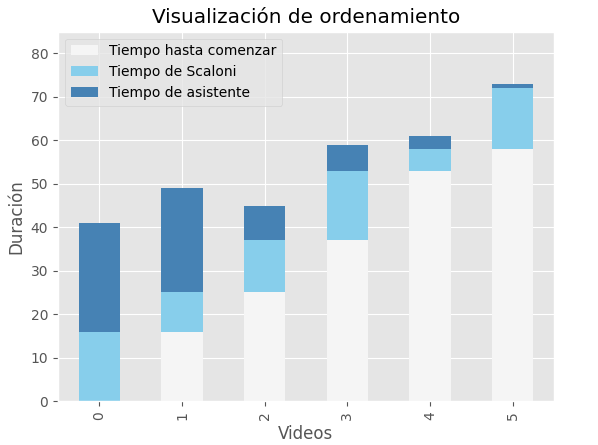 Visualización de ordenamiento
Tiempo hasta comenzar
Tiempo de Scaloni
Tiempo de asistente
Duración
80
70
60
50
40
30
20
10
0
0 1 2 3 4 5
Videos